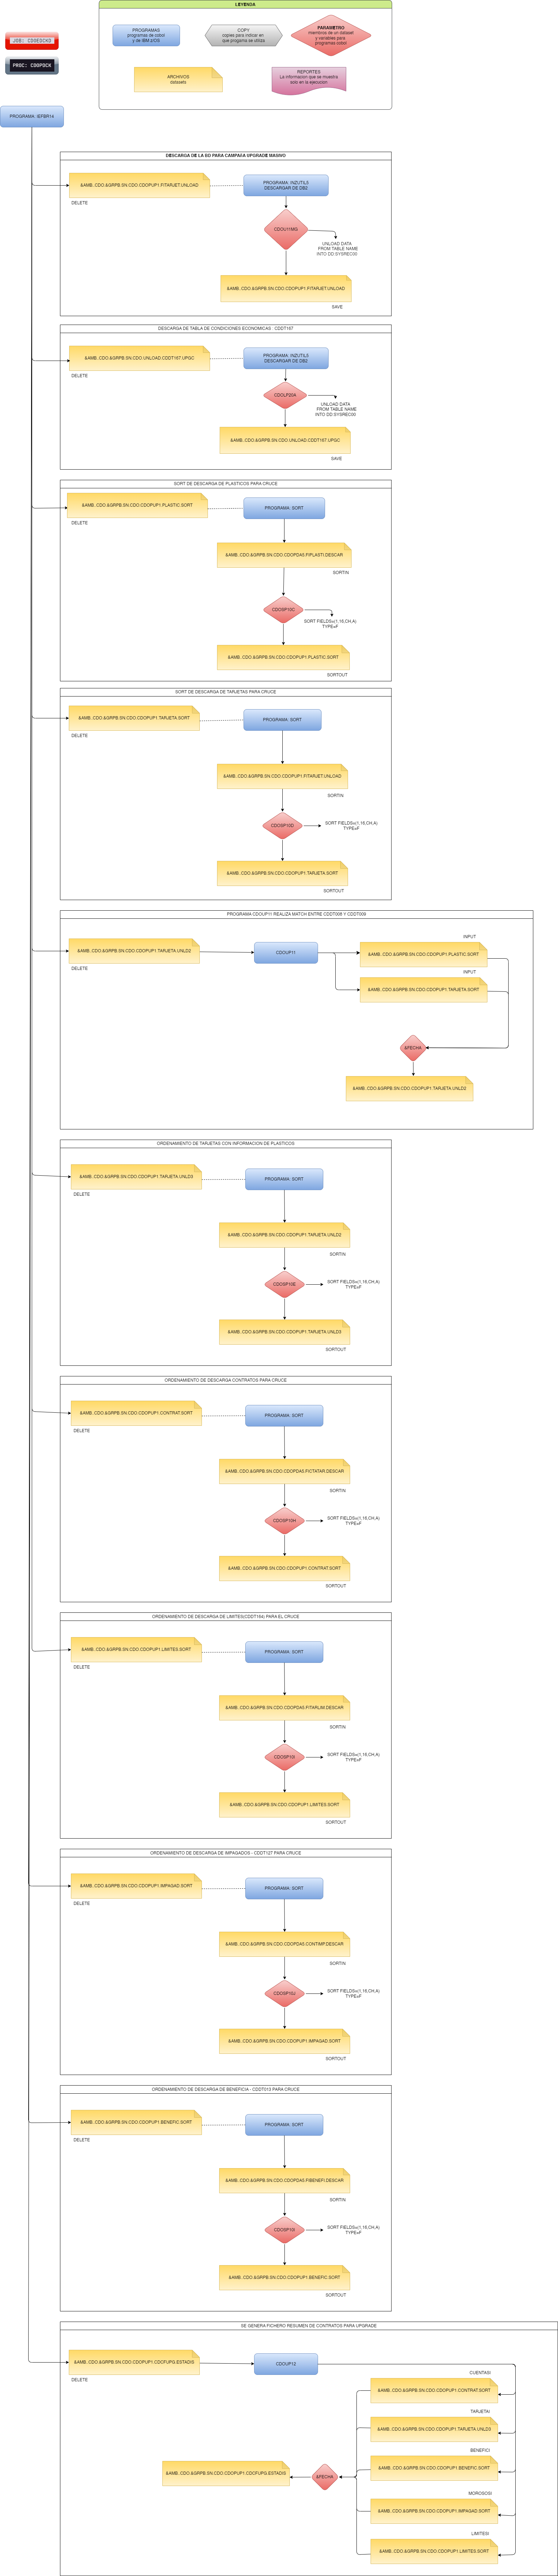 LEYENDA
PROGRAMAS
programas de cobol
y de IBM z/OS
COPY
copies para indicar en
que progama se utiliza
PARAMETRO
miembros de un dataset
y variables para
programas cobol
ARCHIVOS
datasets
REPORTES
La informacion que se muestra
solo en la execution
PROGRAMA: IEFBR14
DESCARGA DE LA BD PARA CAMPAñA UPGRADE MASIVO
&AMB..CDO.&GRPB.SN.CDO.CDOPUP1.FITARJET.UNLOAD
DELETE
PROGRAMA: INZUTILS
DESCARGAR DE DB2
CDOU11MG
UNLOAD DATA
FROM TABLE NAME
INTO DD:SYSREC00
&AMB..CDO.&GRPB.SN.CDO.CDOPUP1.FITARJET.UNLOAD
SAVE
DESCARGA DE TABLA DE CONDICIONES ECONOMICAS : CDDT167
&AMB..CDO.&GRPB.SN.CDO.UNLOAD.CDDT167.UPGC
DELETE
PROGRAMA: INZUTILS
DESCARGAR DE DB2
CDOLP20A
UNLOAD DATA
FROM TABLE NAME
INTO DD:SYSREC00
&AMB..CDO.&GRPB.SN.CDO.UNLOAD.CDDT167.UPGC
SAVE
SORT DE DESCARGA DE PLASTICOS PARA CRUCE
&AMB..CDO.&GRPB.SN.CDO.CDOPUP1.PLASTIC.SORT
DELETE
PROGRAMA: SORT
&AMB..CDO.&GRPB.SN.CDO.CDOPDAS.FIPLASTI.DESCAR
SORTIN
CDOSP10C
SORT FIELDS=(1,16,CH,A)
TYPE=F
&AMB..CDO.&GRPB.SN.CDO.CDOPUP1.PLASTIC.SORT
SORTOUT
SORT DE DESCARGA DE TARJETAS PARA CRUCE
&AMB..CDO.&GRPB.SN.CDO.CDOPUP1.TARJETA.SORT
DELETE
PROGRAMA: SORT
&AMB..CDO.&GRPB.SN.CDO.CDOPUP1.FITARJET.UNLOAD
SORTIN
CDOSP10D
SORT FIELDS=(1,16,CH,A)
TYPE=F
&AMB..CDO.&GRPB.SN.CDO.CDOPUP1.TARJETA.SORT
SORTOUT
PROGRAMA CDOUP11 REALIZA MATCH ENTRE CDDT008 Y CDDT009
&AMB..CDO.&GRPB.SN.CDO.CDOPUP1.TARJETA.UNLD2
DELETE
CDOUP11
INPUT
&AMB..CDO.&GRPB.SN.CDO.CDOPUP1.PLASTIC.SORT
INPUT
&AMB..CDO.&GRPB.SN.CDO.CDOPUP1.TARJETA.SORT
&FECHA
&AMB..CDO.&GRPB.SN.CDO.CDOPUP1.TARJETA.UNLD2
ORDENAMIENTO DE TARJETAS CON INFORMACION DE PLASTICOS
&AMB..CDO.&GRPB.SN.CDO.CDOPUP1.TARJETA.UNLD3
DELETE
PROGRAMA: SORT
&AMB..CDO.&GRPB.SN.CDO.CDOPUP1.TARJETA.UNLD2
SORTIN
CDOSP10E
SORT FIELDS=(1,16,CH,A)
TYPE=F
&AMB..CDO.&GRPB.SN.CDO.CDOPUP1.TARJETA.UNLD3
SORTOUT
ORDENAMIENTO DE DESCARGA CONTRATOS PARA CRUCE
&AMB..CDO.&GRPB.SN.CDO.CDOPUP1.CONTRAT.SORT
DELETE
PROGRAMA: SORT
&AMB..CDO.&GRPB.SN.CDO.CDOPDAS.FICTATAR.DESCAR
SORTIN
CDOSP10H
SORT FIELDS=(1,16,CH,A)
TYPE=F
&AMB..CDO.&GRPB.SN.CDO.CDOPUP1.CONTRAT.SORT
SORTOUT
ORDENAMIENTO DE DESCARGA DE LIMITES(CDDT164) PARA EL CRUCE
&AMB..CDO.&GRPB.SN.CDO.CDOPUP1.LIMITES.SORT
DELETE
PROGRAMA: SORT
&AMB..CDO.&GRPB.SN.CDO.CDOPDAS.FITARLIM.DESCAR
SORTIN
CDOSP10I
SORT FIELDS=(1,16,CH,A)
TYPE=F
&AMB..CDO.&GRPB.SN.CDO.CDOPUP1.LIMITES.SORT
SORTOUT
ORDENAMIENTO DE DESCARGA DE IMPAGADOS - CDDT127 PARA CRUCE
&AMB..CDO.&GRPB.SN.CDO.CDOPUP1.IMPAGAD.SORT
DELETE
PROGRAMA: SORT
&AMB..CDO.&GRPB.SN.CDO.CDOPDAS.CONTIMP.DESCAR
SORTIN
CDOSP10J
SORT FIELDS=(1,16,CH,A)
TYPE=F
&AMB..CDO.&GRPB.SN.CDO.CDOPUP1.IMPAGAD.SORT
SORTOUT
ORDENAMIENTO DE DESCARGA DE BENEFICIA - CDDT013 PARA CRUCE
&AMB..CDO.&GRPB.SN.CDO.CDOPUP1.BENEFIC.SORT
DELETE
PROGRAMA: SORT
&AMB..CDO.&GRPB.SN.CDO.CDOPDAS.FIBENEFI.DESCAR
SORTIN
CDOSP10I
SORT FIELDS=(1,16,CH,A)
TYPE=F
&AMB..CDO.&GRPB.SN.CDO.CDOPUP1.BENEFIC.SORT
SORTOUT
SE GENERA FICHERO RESUMEN DE CONTRATOS PARA UPGRADE
&AMB..CDO.&GRPB.SN.CDO.CDOPUP1.CDCFUPG.ESTADIS
DELETE
CDOUP12
CUENTASI
&AMB..CDO.&GRPB.SN.CDO.CDOPUP1.CONTRAT.SORT
TARJETAI
&AMB..CDO.&GRPB.SN.CDO.CDOPUP1.TARJETA.UNLD3
BENEFICI
&AMB..CDO.&GRPB.SN.CDO.CDOPUP1.BENEFIC.SORT
&AMB..CDO.&GRPB.SN.CDO.CDOPUP1.CDCFUPG.ESTADIS
&FECHA
MOROSOSI
&AMB..CDO.&GRPB.SN.CDO.CDOPUP1.IMPAGAD.SORT
LIMITESI
&AMB..CDO.&GRPB.SN.CDO.CDOPUP1.LIMITES.SORT